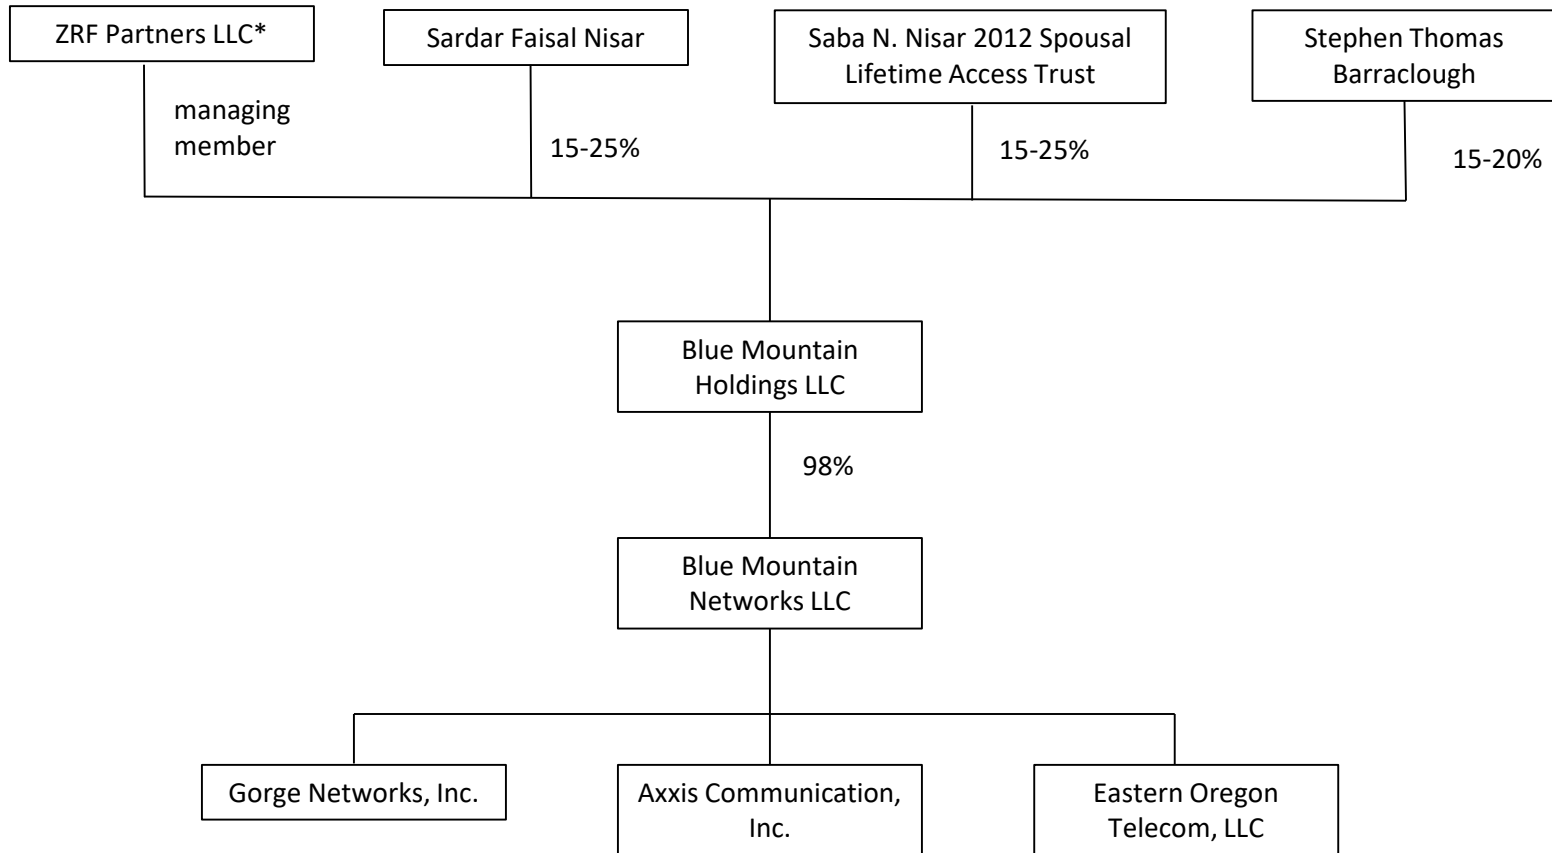 ZRF Partners LLC*
Sardar Faisal Nisar
Saba N. Nisar 2012 Spousal
Lifetime Access Trust
Stephen Thomas
Barraclough
managing
member
15-25%
15-25%
15-20%
Blue Mountain
Holdings LLC
98%
Blue Mountain
Networks LLC
Gorge Networks, Inc.
Axxis Communication,
Inc.
Eastern Oregon
Telecom, LLC